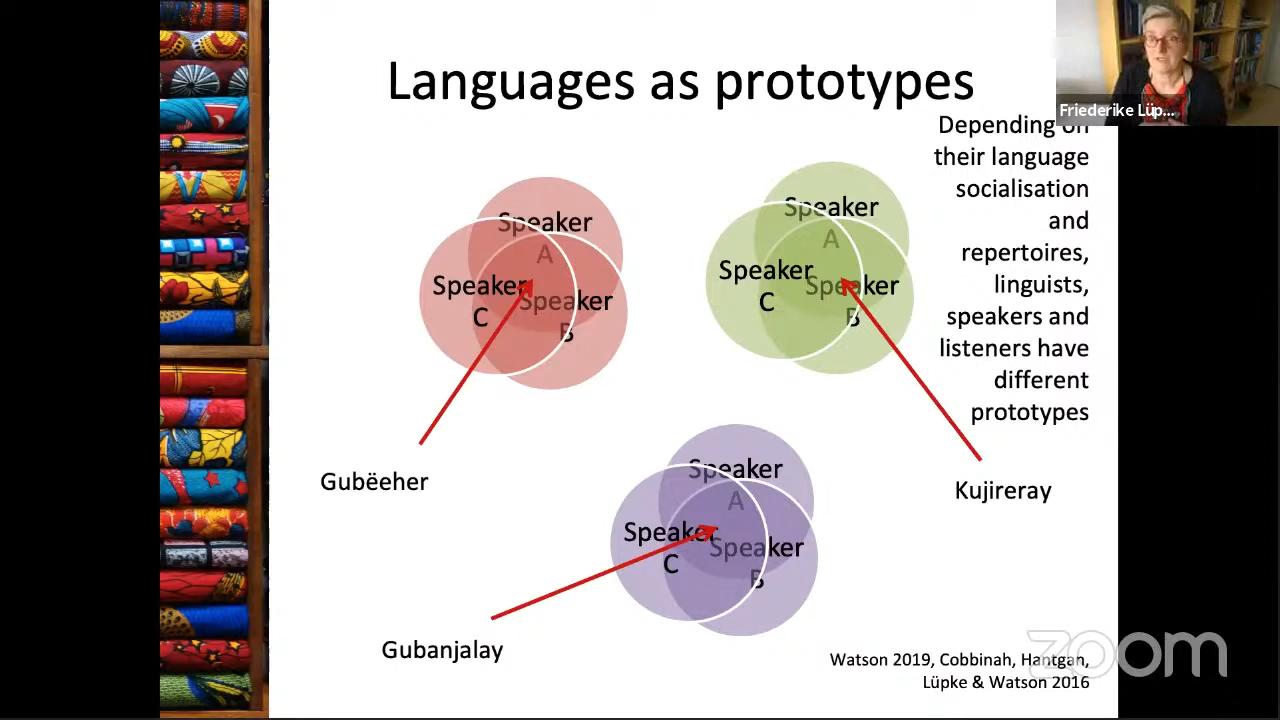 Languages as prototypes
Friederike Lüp...
Depending on
their language
socialisation
and
repertoires,
linguists,
speakers and
listeners have
different
prototypes
Speaker
A
Speaker
C
Speaker
B
Speaker
A
Speaker
C
Speaker
B
Gubëeher
Kujireray
Speaker
A
Speaker
C
Speaker
B
Gubanjalay
Watson 2019, Cobbinah, Hantgan,
Lüpke & Watson 2016
zoom